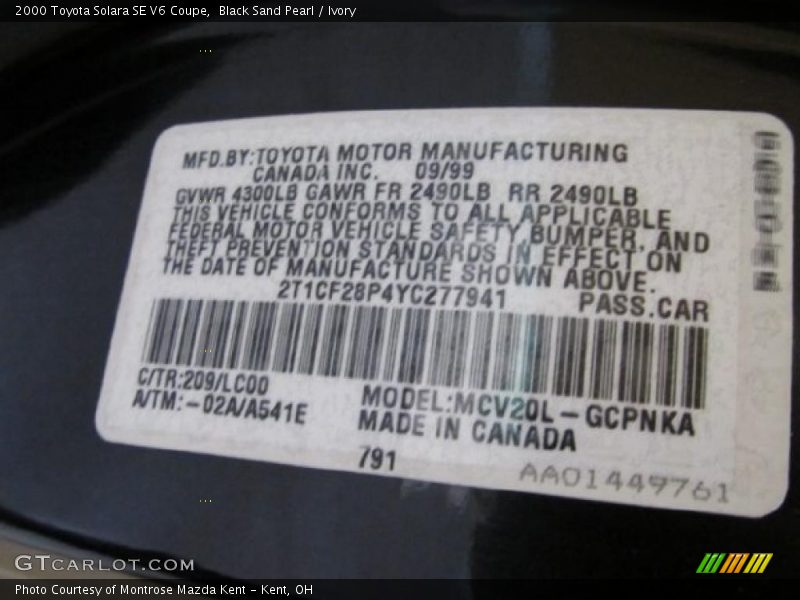 2000 Toyota Solara SE V6 Coupe,  Black Sand Pearl / Ivory
MFD.BY:TOYOTA MOTOR MANUFACTURING
CANADA INC.    09/99
GVWR 4300LB GAWR FR 2490LB  RR 2490LB
THIS VEHICLE CONFORMS TO ALL APPLICABLE
FEDERAL MOTOR VEHICLE SAFETY, BUMPER, AND
THEFT PREVENTION STANDARDS IN EFFECT ON
THE DATE OF MANUFACTURE SHOWN ABOVE.
2T1CF28P4YC277941    PASS.CAR
C/TR:209/LC00
A/TM:-02A/A541E
MODEL:MCV20L-GCPNKA
MADE IN CANADA
791
AA01449761
GTCARLOT.COM
Photo Courtesy of Montrose Mazda Kent - Kent, OH